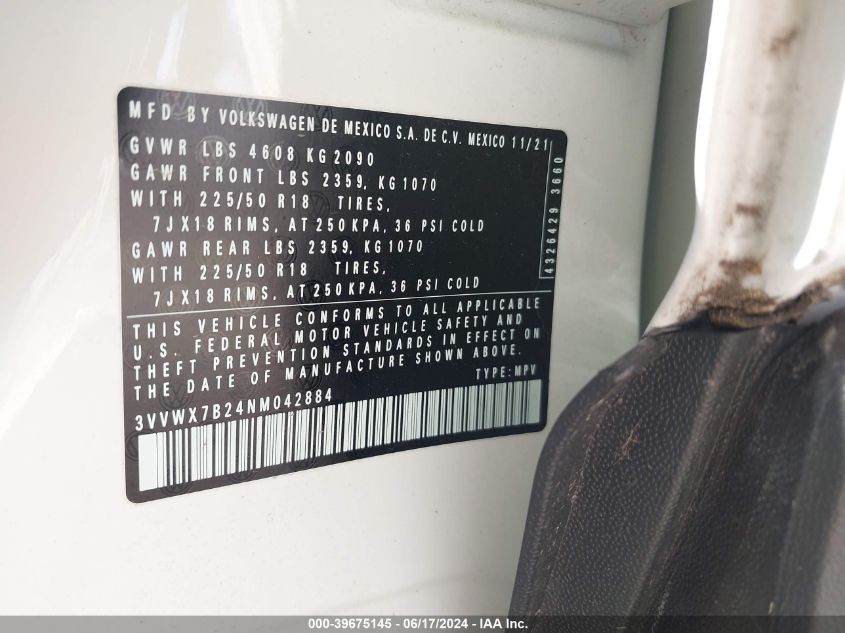 MFD BY VOLKSWAGEN DE MEXICO S.A. DE C.V. MEXICO 11/21
GVWR LBS 4608 KG 2090
GAWR FRONT LBS 2359, KG 1070
WITH 225/50 R18 TIRES,
7JX18 RIMS, AT 250 KPA, 36 PSI COLD
GAWR REAR LBS 2359, KG 1070
WITH 225/50 R18 TIRES,
7JX18 RIMS, AT 250 KPA, 36 PSI COLD
4326429 3660
THIS VEHICLE CONFORMS TO ALL APPLICABLE
U.S. FEDERAL MOTOR VEHICLE SAFETY AND
THEFT PREVENTION STANDARDS IN EFFECT ON
THE DATE OF MANUFACTURE SHOWN ABOVE.
TYPE: MPV
3VVWX7B24NM042884
000-39675145 - 06/17/2024 - IAA Inc.